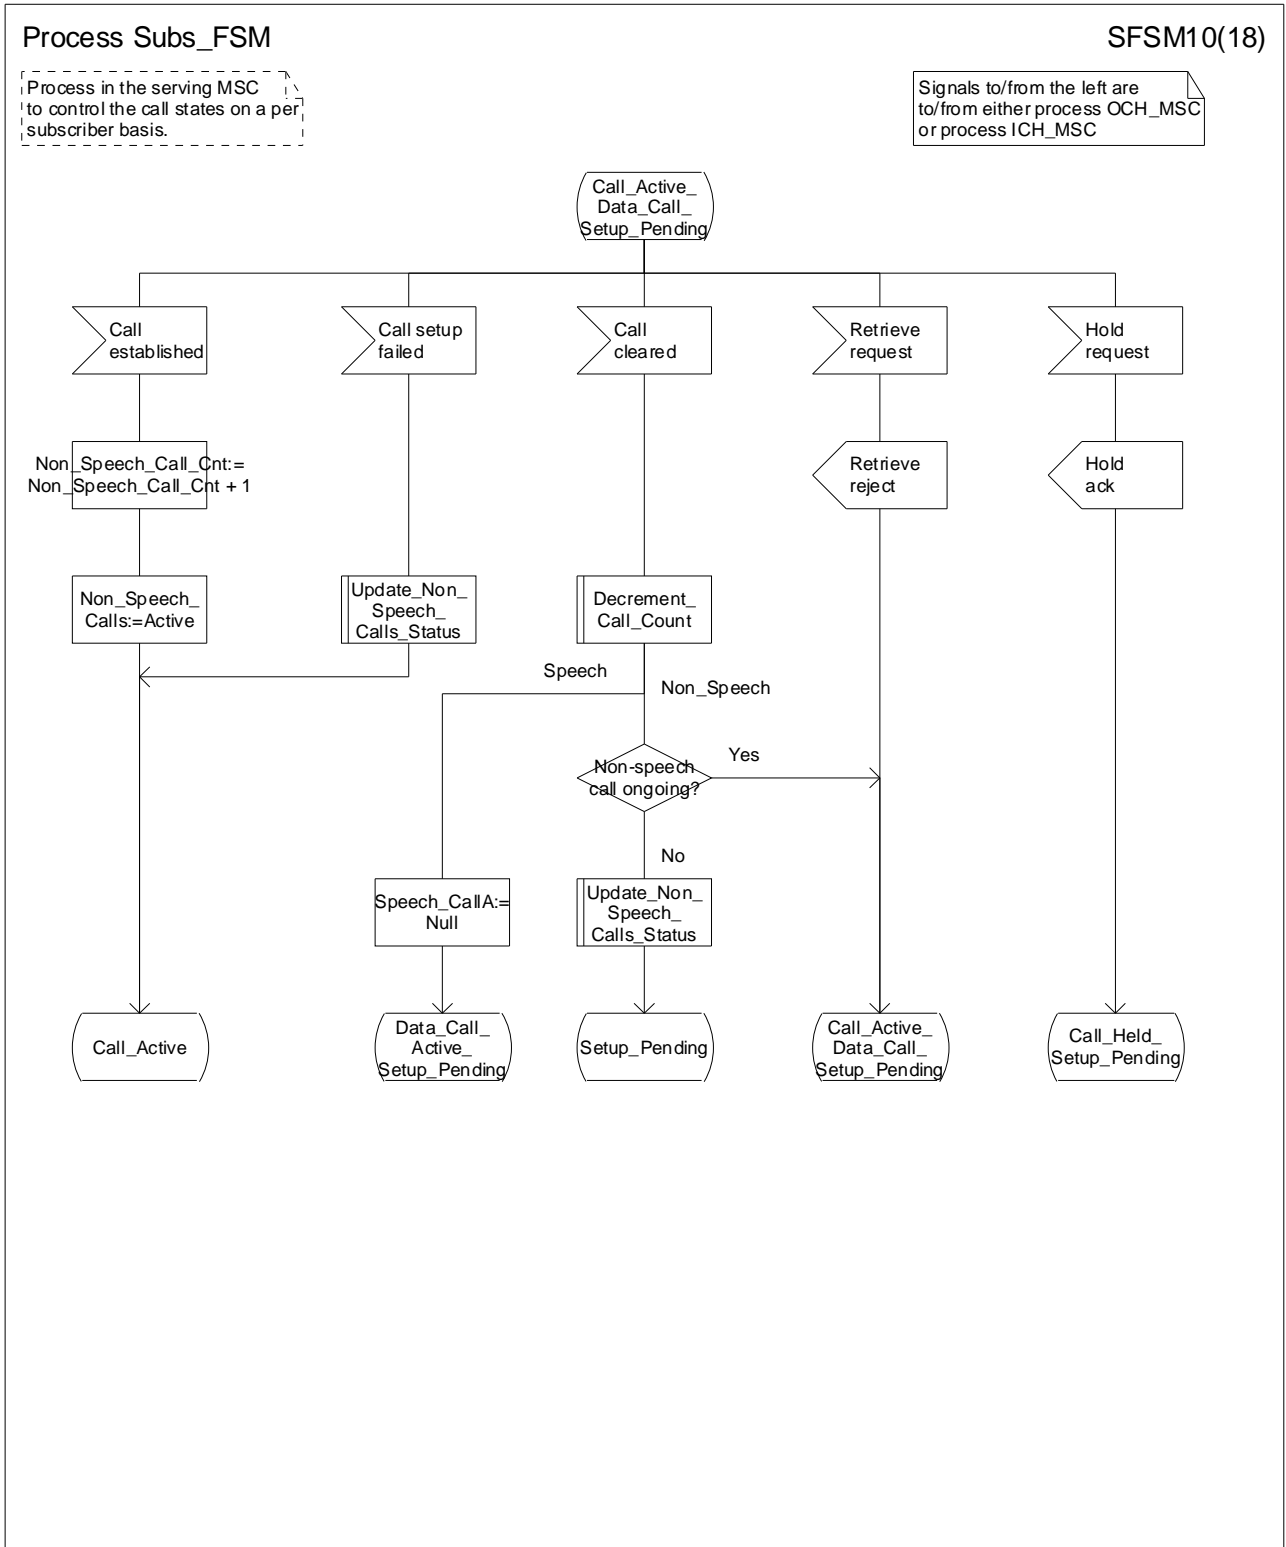 Process Subs_FSM
SFSM10(18)
Process in the serving MSC
to control the call states on a per
subscriber basis.
Signals to/from the left are
to/from either process OCH_MSC
or process ICH_MSC
Call_Active_
Data_Call_
Setup_Pending
Call
established
Call setup
failed
Call
cleared
Retrieve
request
Hold
request
Non_Speech_Call_Cnt:=
Non_Speech_Call_Cnt + 1
Retrieve
reject
Hold
ack
Non_Speech_
Calls:=Active
Update_Non_
Speech_
Calls_Status
Decrement_
Call_Count
Speech
Non_Speech
Non-speech
call ongoing?
Yes
No
Speech_CallA:=
Null
Update_Non_
Speech_
Calls_Status
Call_Active
Data_Call_
Active_
Setup_Pending
Setup_Pending
Call_Active_
Data_Call_
Setup_Pending
Call_Held_
Setup_Pending